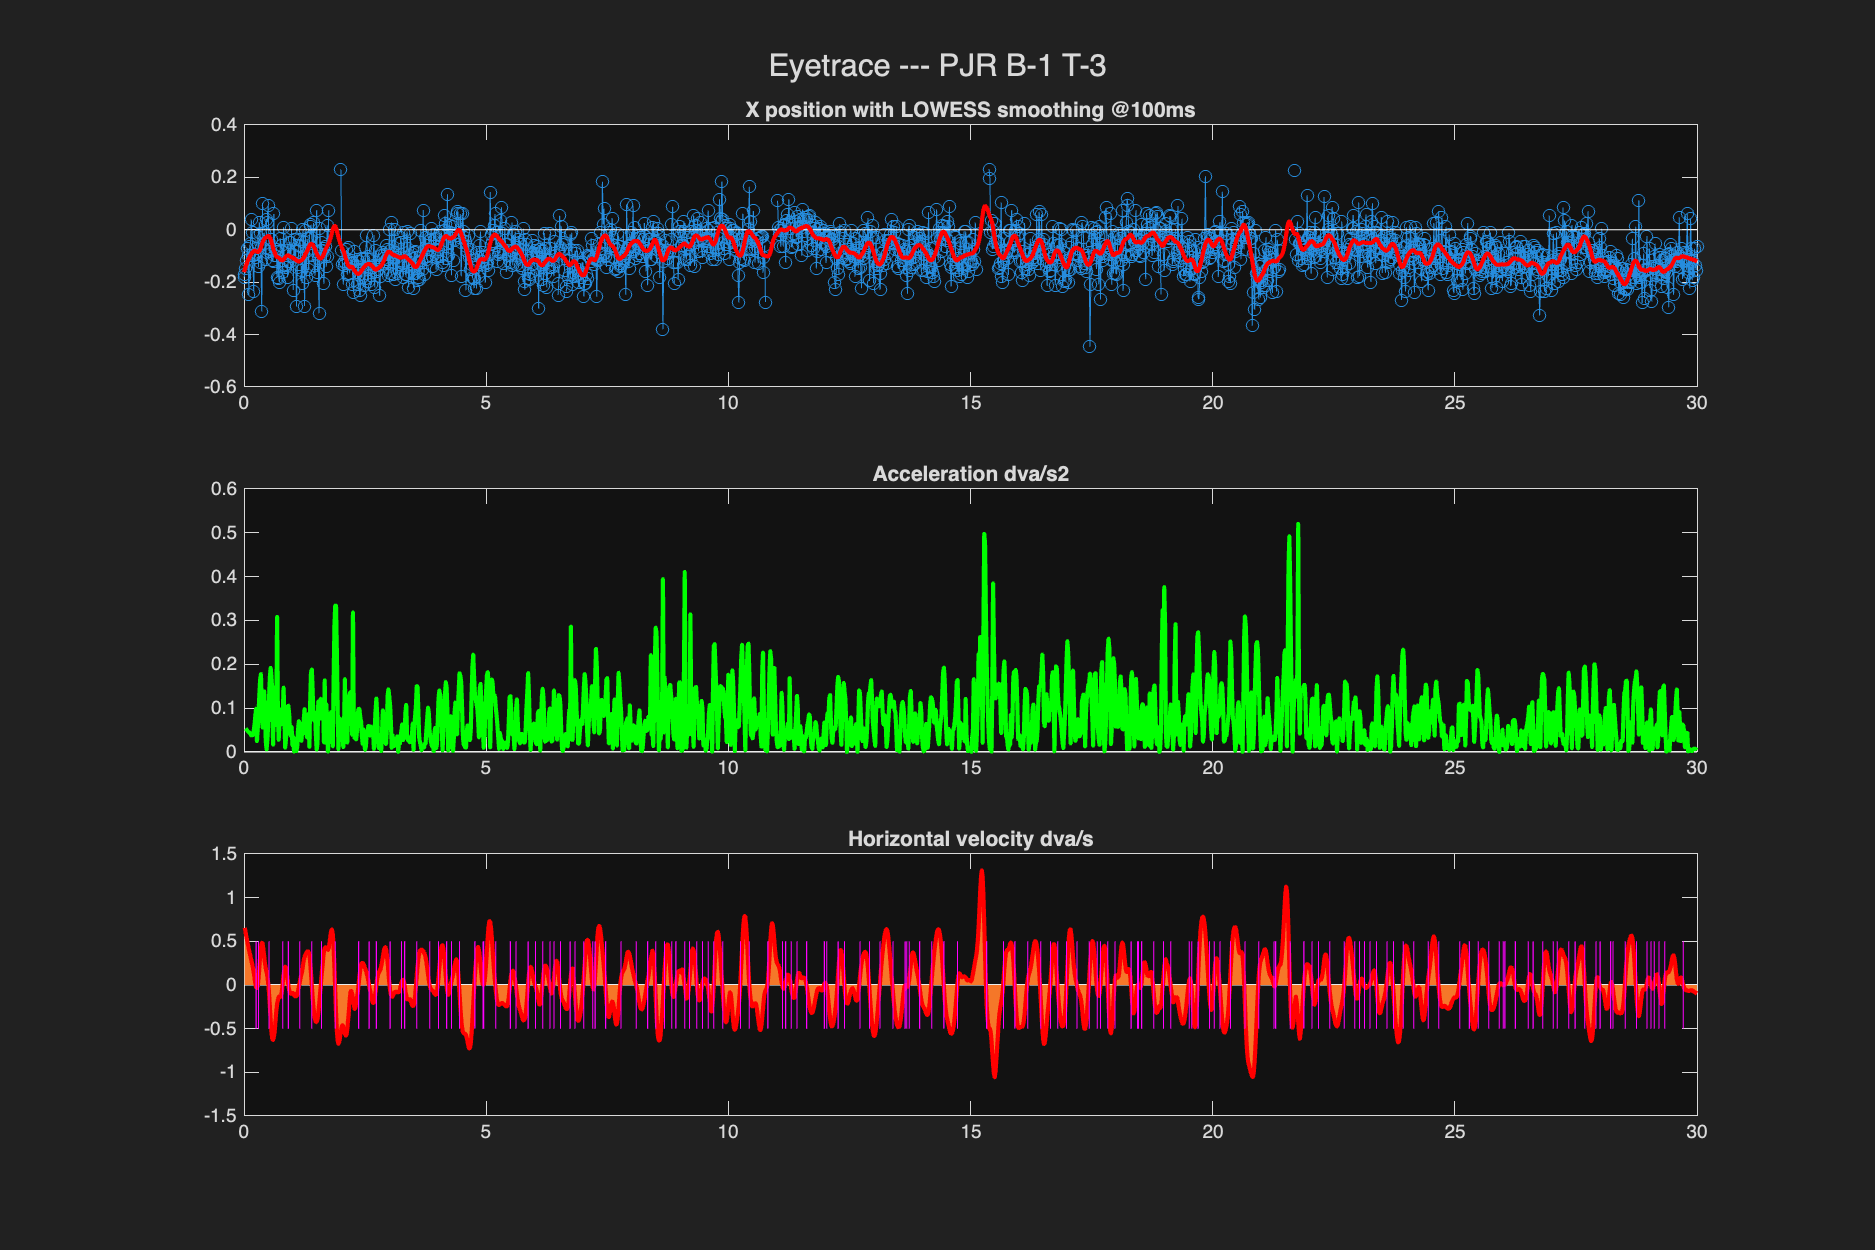 Eyetrace --- PJR B-1 T-3
X position with LOWESS smoothing @100ms
0.4
0.2
0
-0.2
-0.4
-0.6
0 5 10 15 20 25 30
Acceleration dva/s2
0.6
0.5
0.4
0.3
0.2
0.1
0
0 5 10 15 20 25 30
Horizontal velocity dva/s
1.5
1
0.5
0
-0.5
-1
-1.5
0 5 10 15 20 25 30